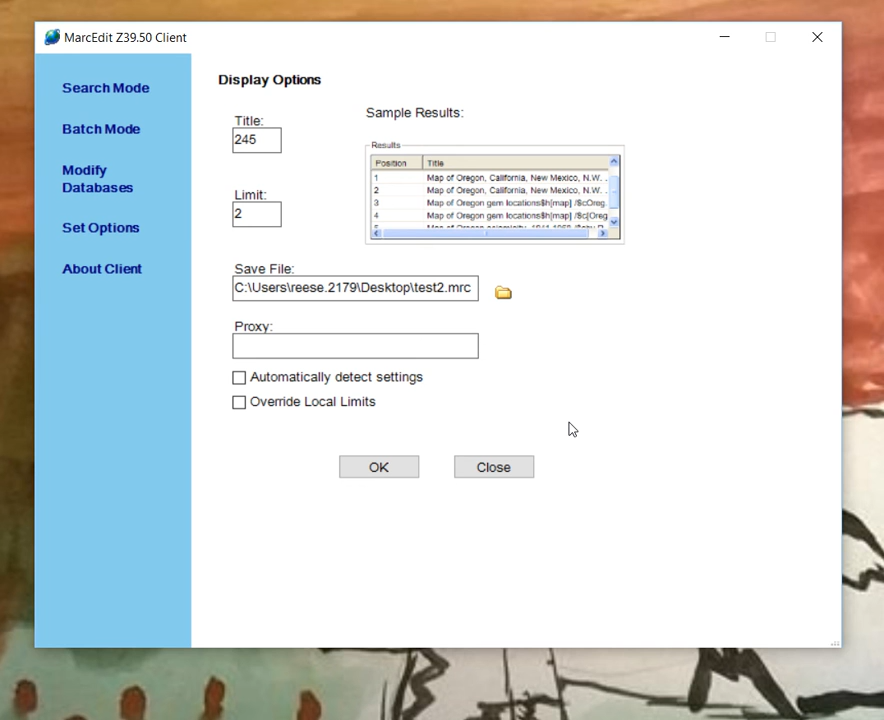 MarcEdit Z39.50 Client
Search Mode
Batch Mode
Modify
Databases
Set Options
About Client
Display Options
Title:
245
Limit:
2
Sample Results:
Results
Position Title
1 Map of Oregon, California, New Mexico, N.W. .
2 Map of Oregon, California, New Mexico, N.W. .
3 Map of Oregon gem locations$h[map] /$cOreg.
4 Map of Oregon gem locations$h[map] /$c[Oreg
Save File:
C:\Users\reese.2179\Desktop\test2.mrc
Proxy:
Automatically detect settings
Override Local Limits
OK Close